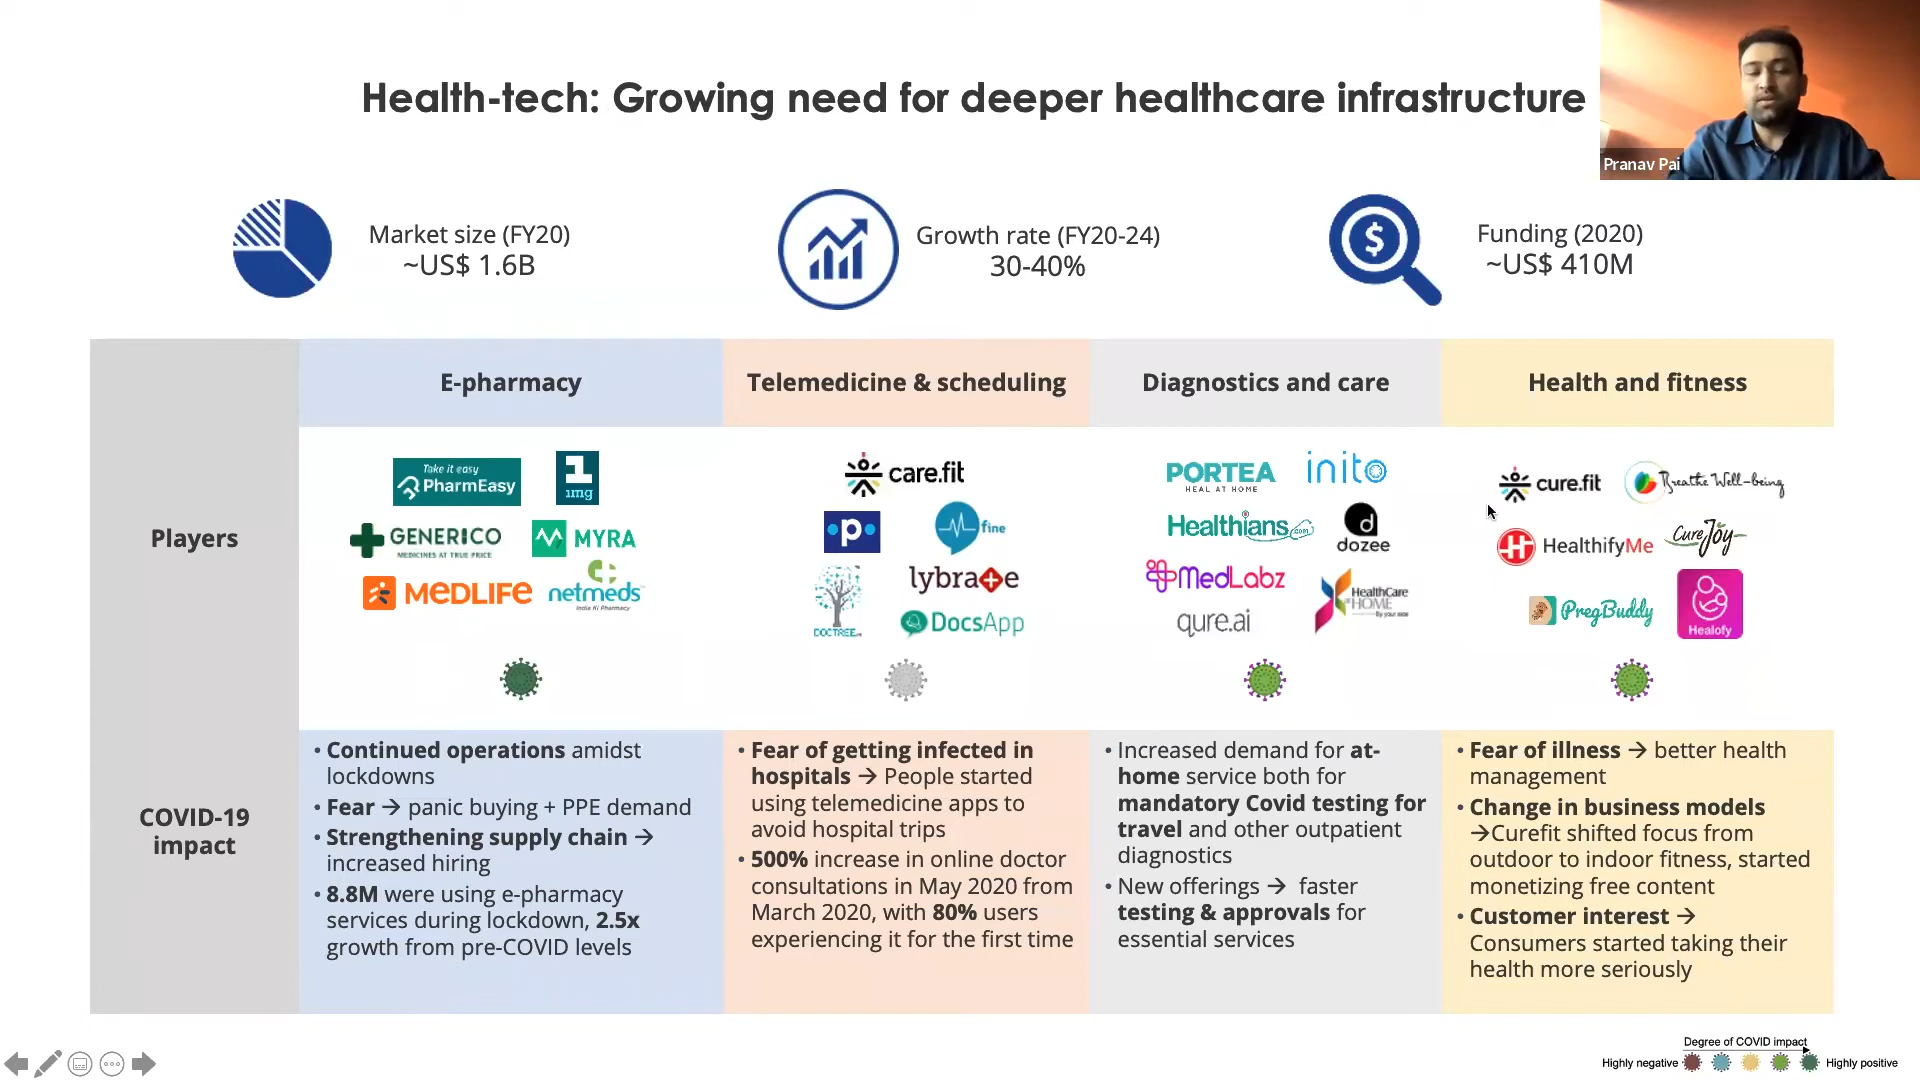 Health-tech: Growing need for deeper healthcare infrastructure
Pranav Pai
Market size (FY20)
~US$ 1.6B
Growth rate (FY20-24)
30-40%
Funding (2020)
~US$ 410M
E-pharmacy
Telemedicine & scheduling
Diagnostics and care
Health and fitness
Players
Take it easy
PharmEasy
1
1mg
GENERICO
MEDICINES AT TRUE PRICE
MYRA
MEDLIFE
netmeds
India Ki Pharmacy
care.fit
•p•
fine
lybrate
DOCTREE
DocsApp
PORTEA
HEAL AT HOME
inito
Healthians.com
d
dozee
MedLabz
HealthCare
at HOME
By your side
qure.ai
cure.fit
Breathe Well-being
HealthifyMe
CureJoy
PregBuddy
Healofy
COVID-19
impact
• Continued operations amidst
lockdowns
• Fear → panic buying + PPE demand
• Strengthening supply chain →
increased hiring
• 8.8M were using e-pharmacy
services during lockdown, 2.5x
growth from pre-COVID levels
• Fear of getting infected in
hospitals → People started
using telemedicine apps to
avoid hospital trips
• 500% increase in online doctor
consultations in May 2020 from
March 2020, with 80% users
experiencing it for the first time
• Increased demand for at-
home service both for
mandatory Covid testing for
travel and other outpatient
diagnostics
• New offerings → faster
testing & approvals for
essential services
• Fear of illness → better health
management
• Change in business models
→Curefit shifted focus from
outdoor to indoor fitness, started
monetizing free content
• Customer interest →
Consumers started taking their
health more seriously
Degree of COVID impact
Highly negative
Highly positive